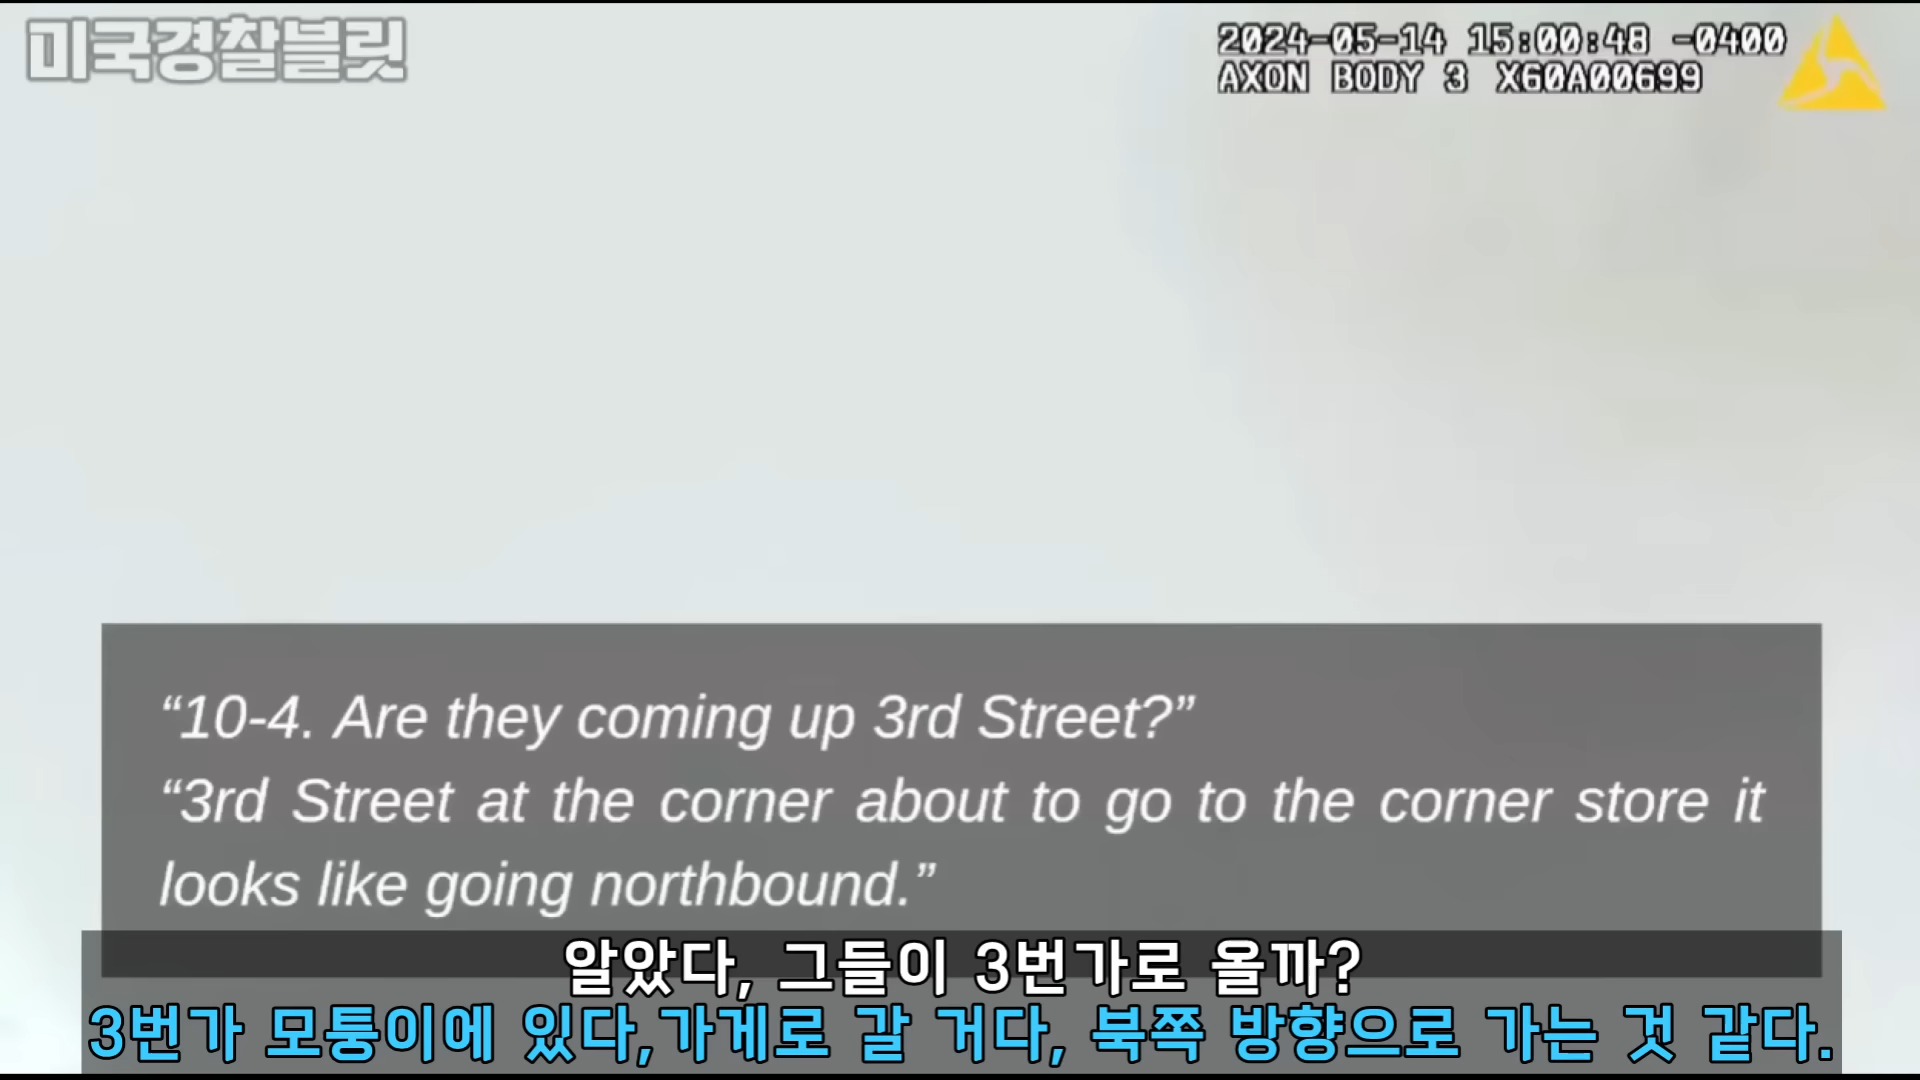 미국경찰블릿
2024-05-14 15:00:48 -0400
AXON BODY 3 X60A00699
“10-4. Are they coming up 3rd Street?”
“3rd Street at the corner about to go to the corner store it
looks like going northbound.”
알았다, 그들이 3번가로 올까?
3번가 모퉁이에 있다,가게로 갈 거다, 북쪽 방향으로 가는 것 같다.